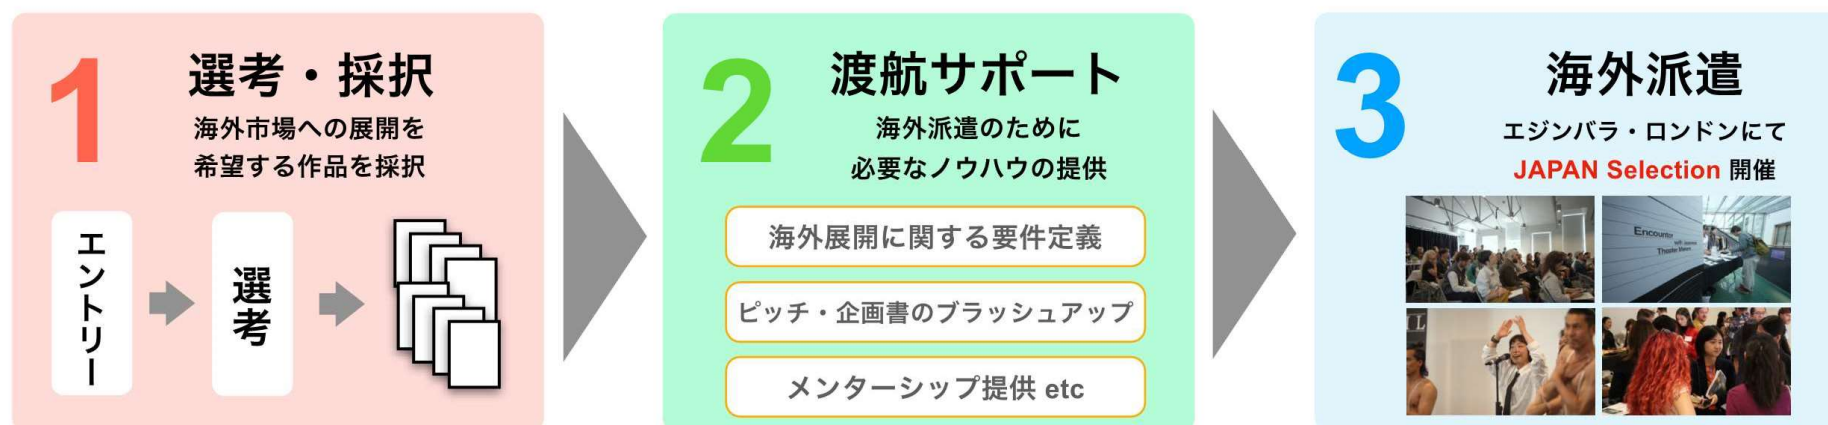 1
選考・採択
海外市場への展開を
希望する作品を採択
エントリー
選考
2
渡航サポート
海外派遣のために
必要なノウハウの提供
海外展開に関する要件定義
ピッチ・企画書のブラッシュアップ
メンターシップ提供 etc
3
海外派遣
エジンバラ・ロンドンにて
JAPAN Selection 開催
Encounter